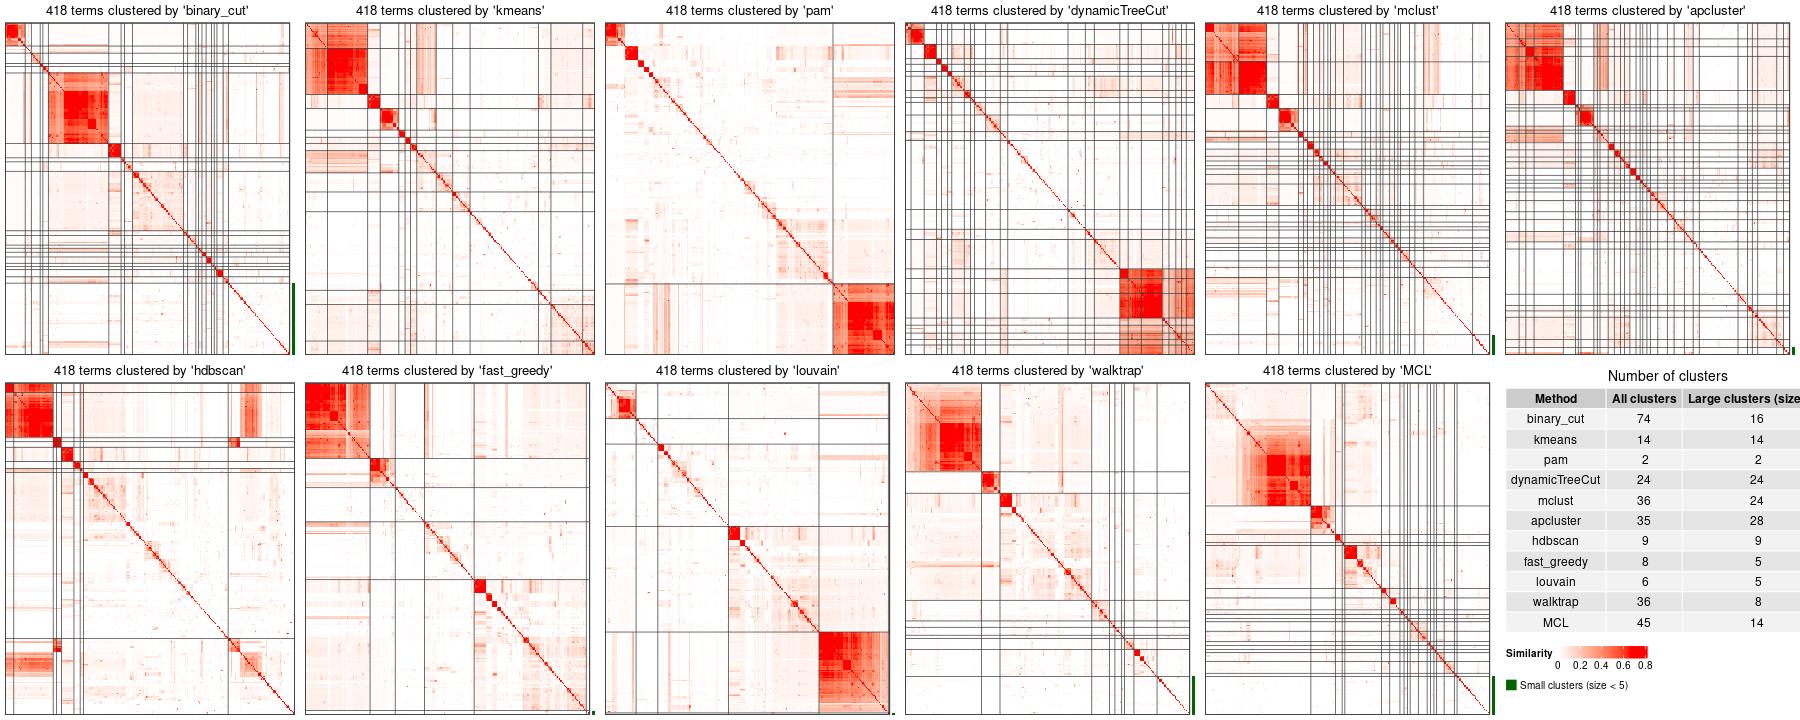 418 terms clustered by 'binary_cut'
418 terms clustered by 'kmeans'
418 terms clustered by 'pam'
418 terms clustered by 'dynamicTreeCut'
418 terms clustered by 'mclust'
418 terms clustered by 'apcluster'
418 terms clustered by 'hdbscan'
418 terms clustered by 'fast_greedy'
418 terms clustered by 'louvain'
418 terms clustered by 'walktrap'
418 terms clustered by 'MCL'
Number of clusters
Method All clusters Large clusters (size
binary_cut 74 16
kmeans 14 14
pam 2 2
dynamicTreeCut 24 24
mclust 36 24
apcluster 35 28
hdbscan 9 9
fast_greedy 8 5
louvain 6 5
walktrap 36 8
MCL 45 14
Similarity
0 0.2 0.4 0.6 0.8
Small clusters (size < 5)